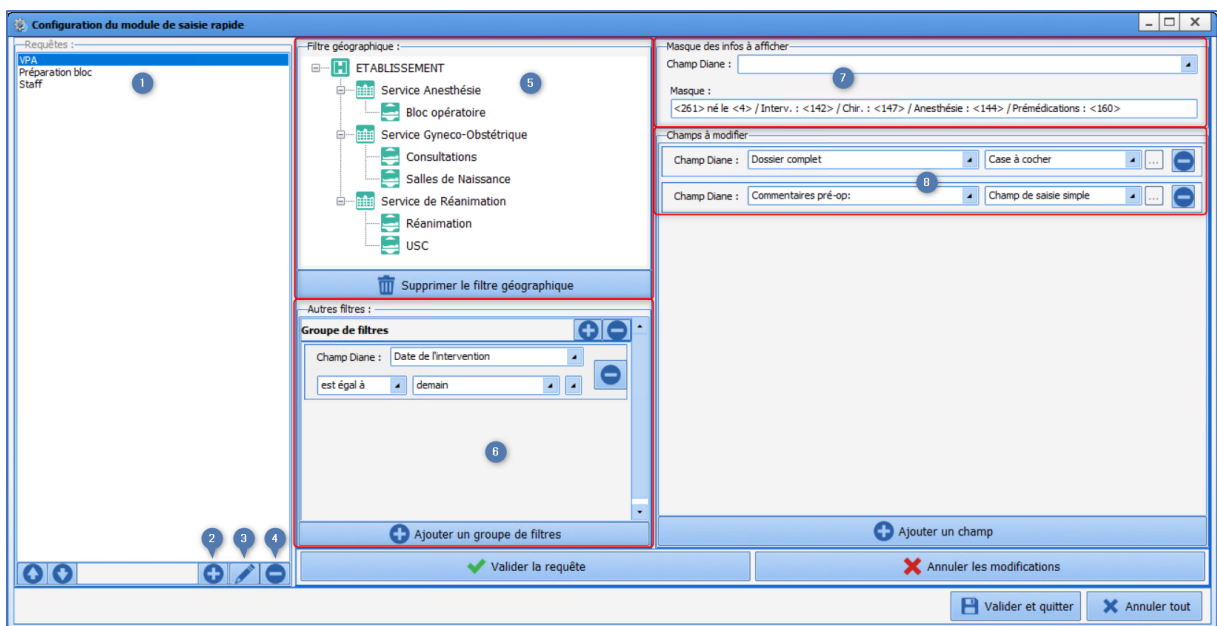 Configuration du module de saisie rapide
Requêtes :
VPA
Préparation bloc
Staff
1
2
3
4
Filtre géographique :
ETABLISSEMENT
Service Anesthésie
Bloc opératoire
Service Gyneco-Obstétrique
Consultations
Salles de Naissance
Service de Réanimation
Réanimation
USC
5
Supprimer le filtre géographique
Autres filtres :
Groupe de filtres
Champ Diane : Date de l'intervention
est égal à demain
6
Ajouter un groupe de filtres
Masque des infos à afficher
Champ Diane :
7
Masque :
<261> né le <4> / Interv. : <142> / Chir. : <147> / Anesthésie : <144> / Prémédications : <160>
Champs à modifier
Champ Diane : Dossier complet Case à cocher ...
8
Champ Diane : Commentaires pré-op: Champ de saisie simple ...
Ajouter un champ
Valider la requête Annuler les modifications
Valider et quitter Annuler tout